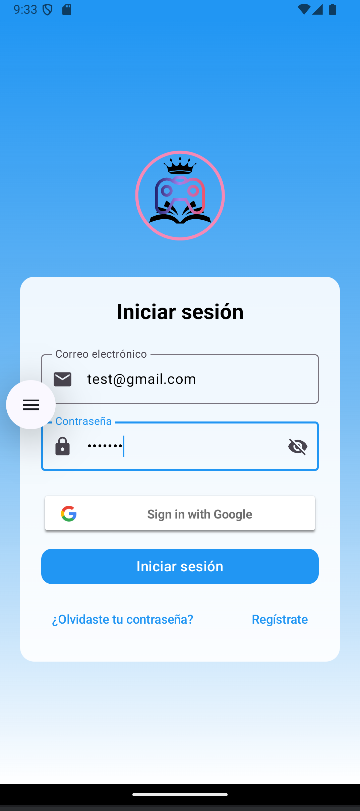 9:33
Iniciar sesión
Correo electrónico
test@gmail.com
Contraseña
•••••••
Sign in with Google
Iniciar sesión
¿Olvidaste tu contraseña? Regístrate